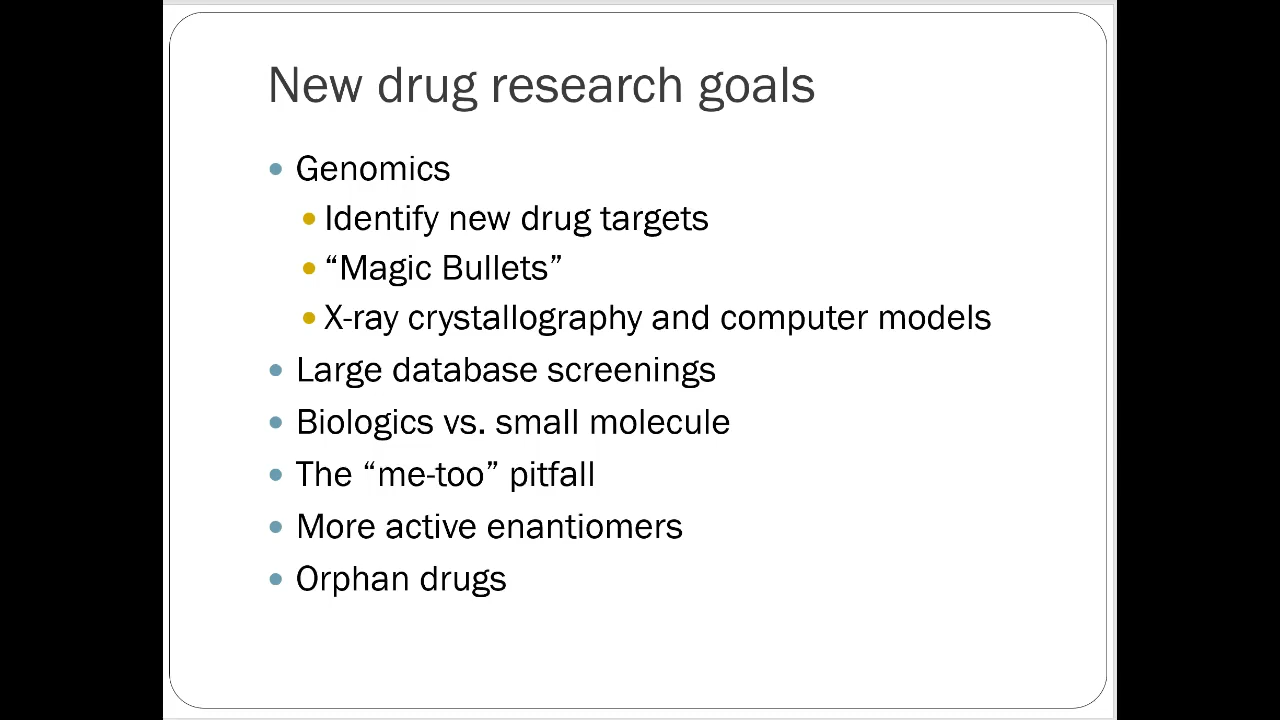 New drug research goals
Genomics
Identify new drug targets
“Magic Bullets”
X-ray crystallography and computer models
Large database screenings
Biologics vs. small molecule
The “me-too” pitfall
More active enantiomers
Orphan drugs